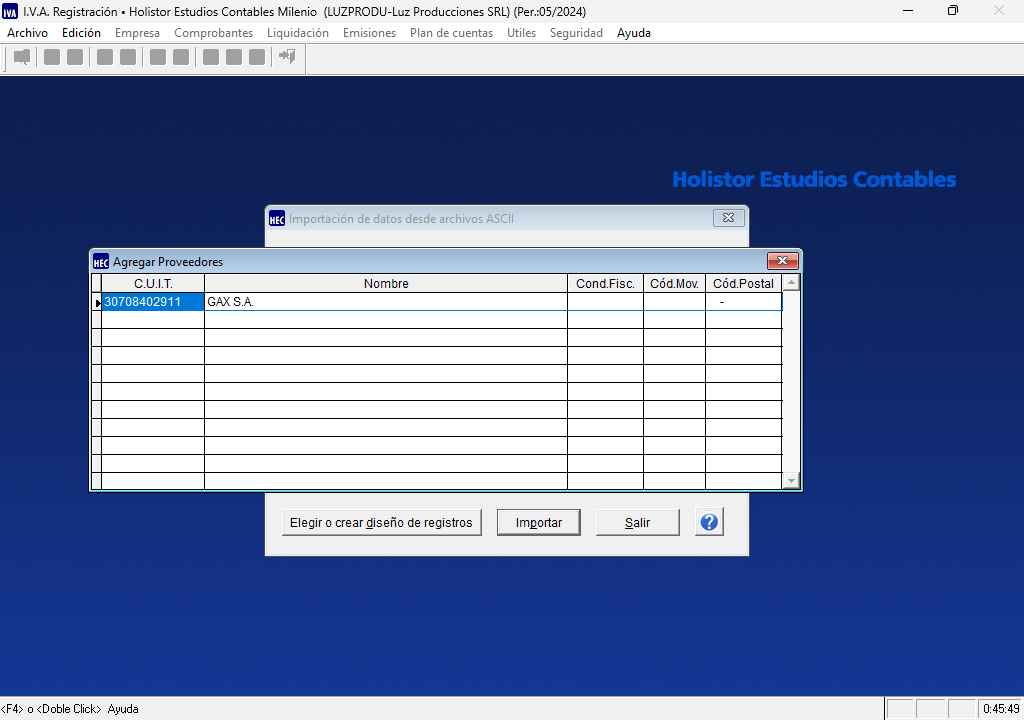 IVA I.V.A. Registración • Holistor Estudios Contables Milenio (LUZPRODU-Luz Producciones SRL) (Per.:05/2024)
Archivo Edición Empresa Comprobantes Liquidación Emisiones Plan de cuentas Utiles Seguridad Ayuda
Holistor Estudios Contables
HEC Importación de datos desde archivos ASCII
HEC Agregar Proveedores
C.U.I.T. Nombre Cond.Fisc. Cód.Mov. Cód.Postal
30708402911 GAX S.A. -
Elegir o crear diseño de registros Importar Salir ?
<F4> o <Doble Click> Ayuda 0:45:49